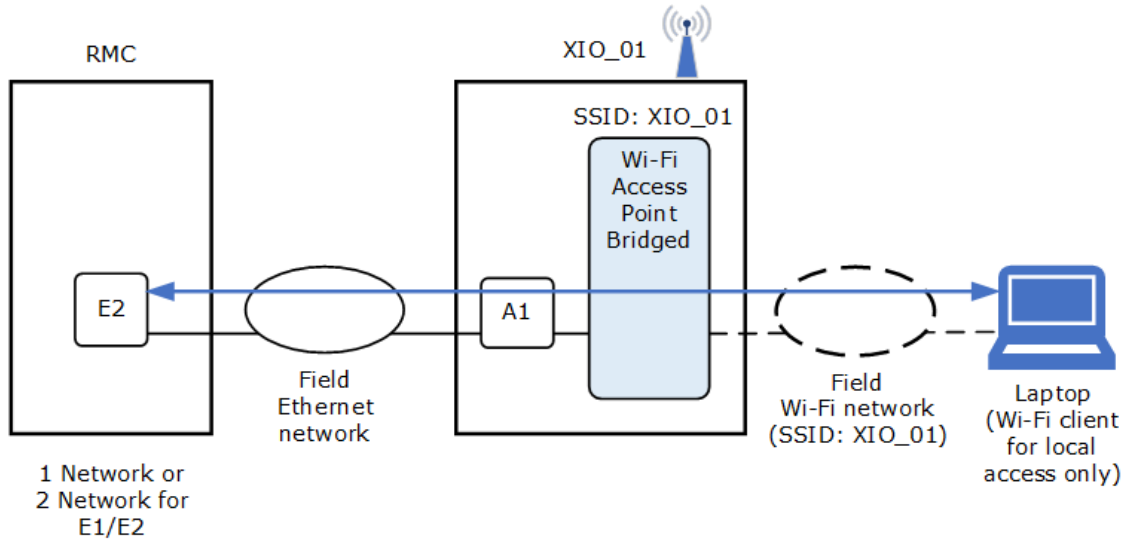 RMC
XIO_01
SSID: XIO_01
Wi-Fi
Access
Point
Bridged
E2
A1
Field
Ethernet
network
Field
Wi-Fi network
(SSID: XIO_01)
Laptop
(Wi-Fi client
for local
access only)
1 Network or
2 Network for
E1/E2